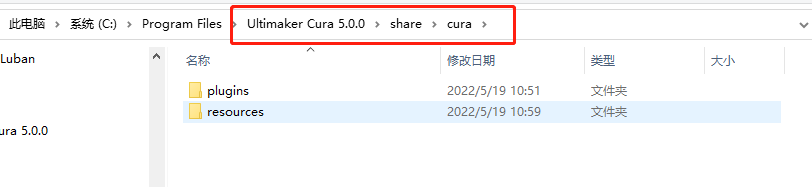 此电脑 > 系统 (C:) > Program Files > Ultimaker Cura 5.0.0 > share > cura >
Luban
名称 修改日期 类型 大小
plugins 2022/5/19 10:51 文件夹
resources 2022/5/19 10:59 文件夹
ura 5.0.0